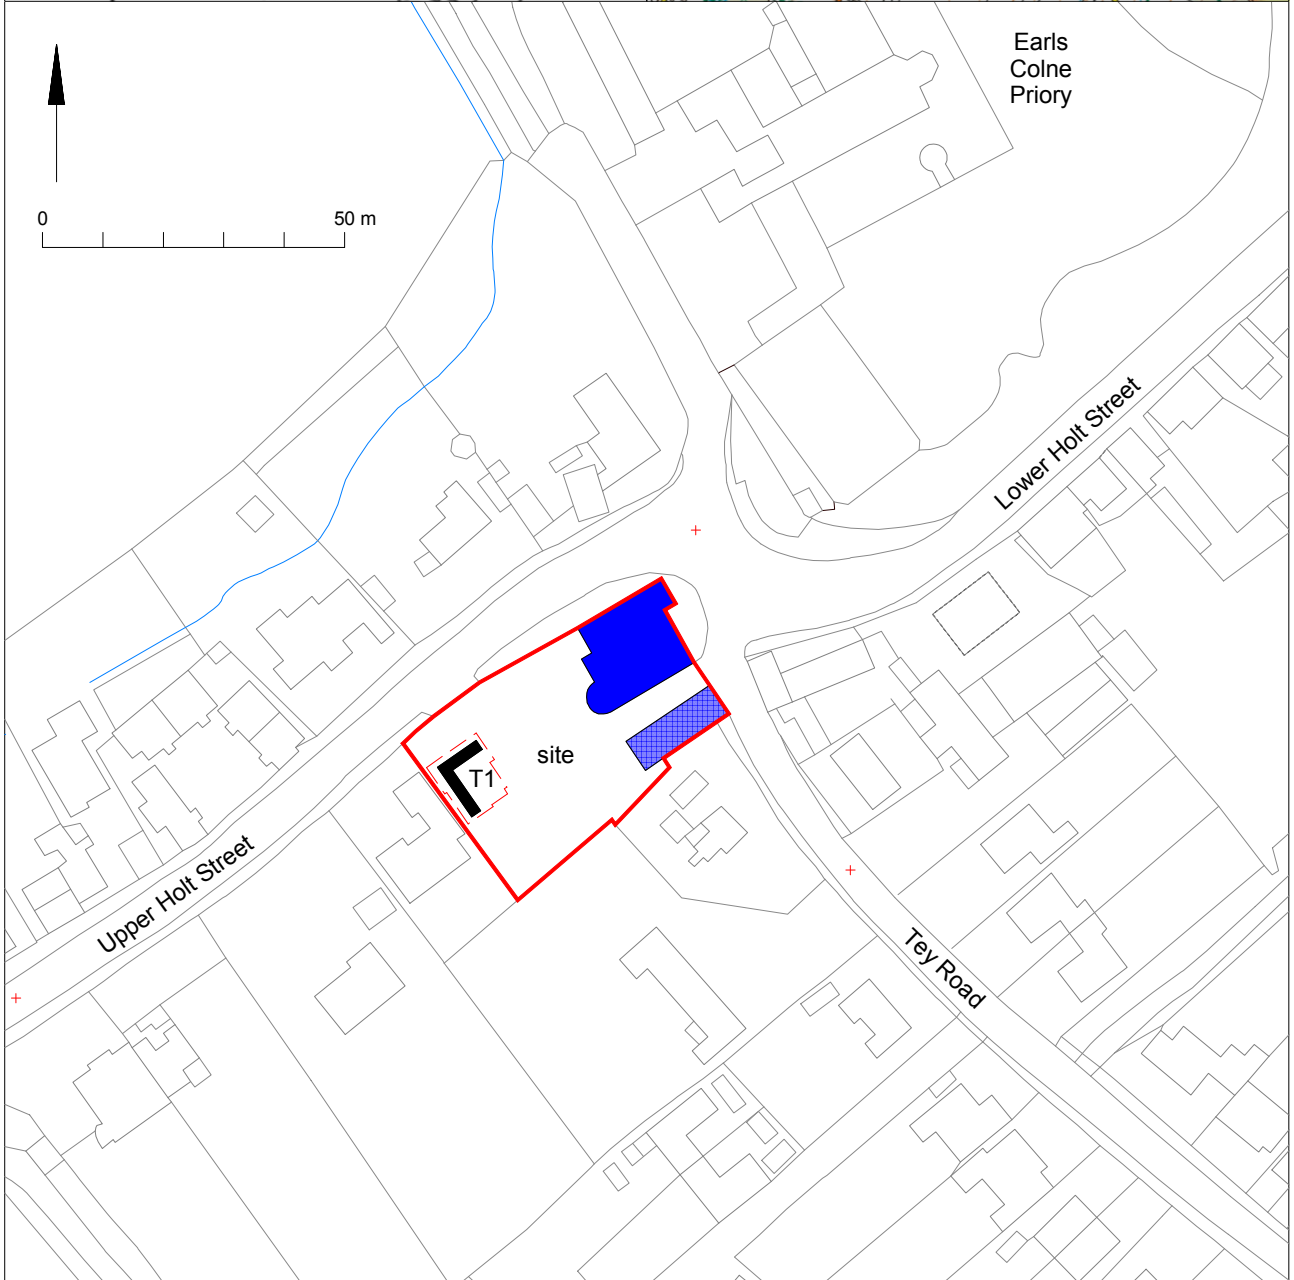 Earls
Colne
Priory
0 50 m
Lower Holt Street
site
T1
Upper Holt Street
Tey Road